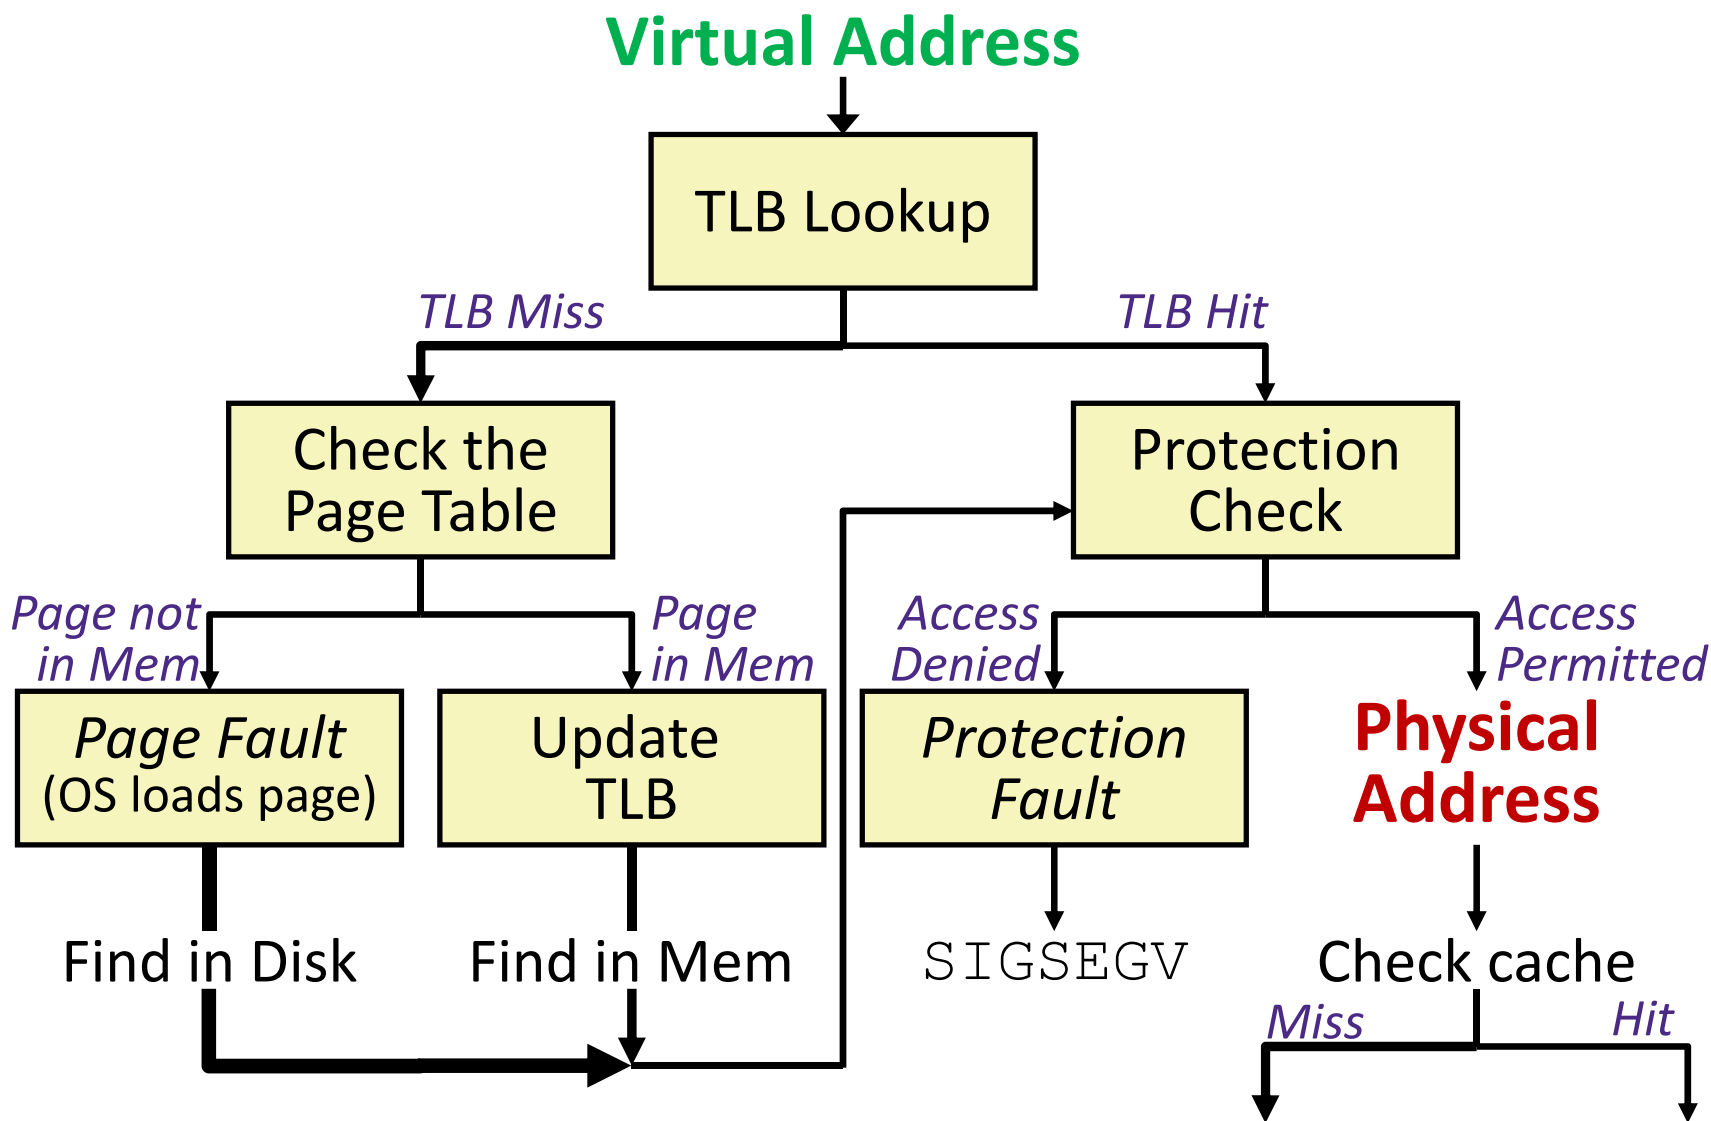 Virtual Address
TLB Lookup
TLB Miss
TLB Hit
Check the
Page Table
Protection
Check
Page not
in Mem
Page
in Mem
Access
Denied
Access
Permitted
Page Fault
(OS loads page)
Update
TLB
Protection
Fault
Physical
Address
Find in Disk
Find in Mem
SIGSEGV
Check cache
Miss
Hit